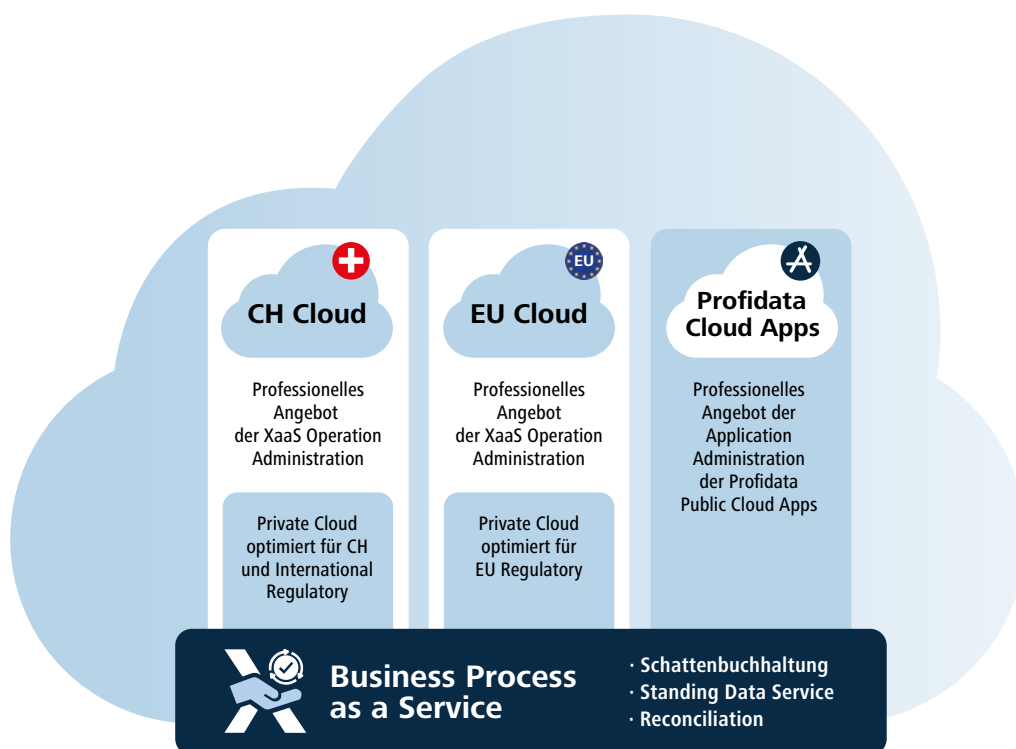 CH Cloud
Professionelles
Angebot
der XaaS Operation
Administration
Private Cloud
optimiert für CH
und International
Regulatory
EU
EU Cloud
Professionelles
Angebot
der XaaS Operation
Administration
Private Cloud
optimiert für
EU Regulatory
Profidata
Cloud Apps
Professionelles
Angebot der
Application
Administration
der Profidata
Public Cloud Apps
Business Process
as a Service
· Schattenbuchhaltung
· Standing Data Service
· Reconciliation